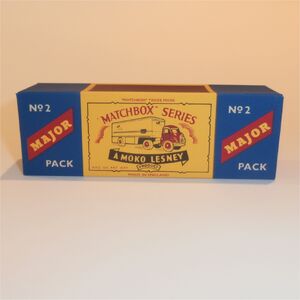 Nº2
MAJOR
PACK
MATCHBOX SERIES
A MOKO LESNEY
MADE IN ENGLAND
Nº2
MAJOR
PACK